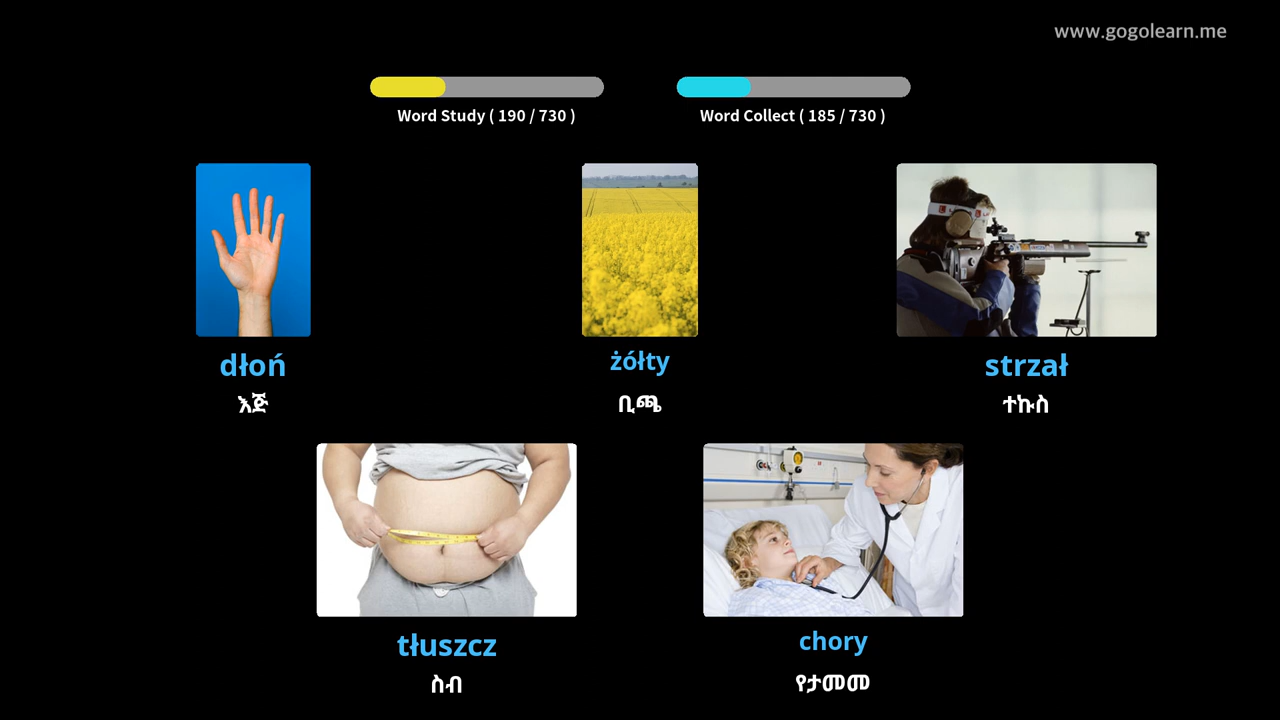 www.gogolearn.me
Word Study ( 190 / 730 )
Word Collect ( 185 / 730 )
dłoń
żółty
strzał
እጅ
ቢጫ
ተኩስ
tłuszcz
chory
ስብ
የታመመ